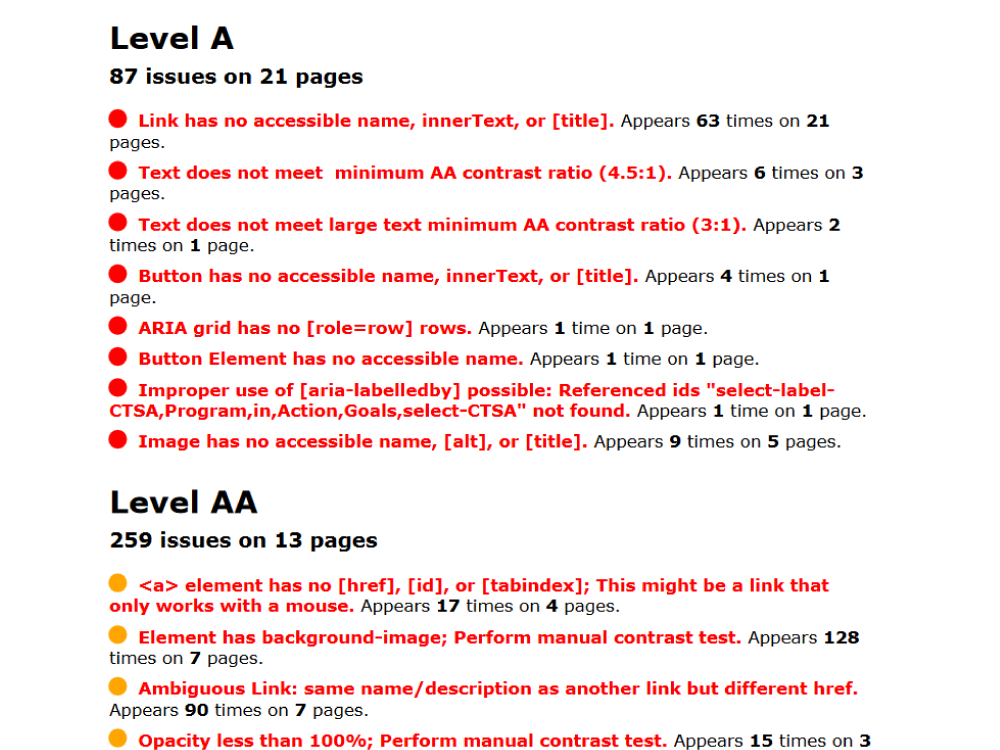 Level A
87 issues on 21 pages
Link has no accessible name, innerText, or [title]. Appears 63 times on 21
pages.
Text does not meet  minimum AA contrast ratio (4.5:1). Appears 6 times on 3
pages.
Text does not meet large text minimum AA contrast ratio (3:1). Appears 2
times on 1 page.
Button has no accessible name, innerText, or [title]. Appears 4 times on 1
page.
ARIA grid has no [role=row] rows. Appears 1 time on 1 page.
Button Element has no accessible name. Appears 1 time on 1 page.
Improper use of [aria-labelledby] possible: Referenced ids "select-label-
CTSA,Program,in,Action,Goals,select-CTSA" not found. Appears 1 time on 1 page.
Image has no accessible name, [alt], or [title]. Appears 9 times on 5 pages.
Level AA
259 issues on 13 pages
<a> element has no [href], [id], or [tabindex]; This might be a link that
only works with a mouse. Appears 17 times on 4 pages.
Element has background-image; Perform manual contrast test. Appears 128
times on 7 pages.
Ambiguous Link: same name/description as another link but different href.
Appears 90 times on 7 pages.
Opacity less than 100%; Perform manual contrast test. Appears 15 times on 3